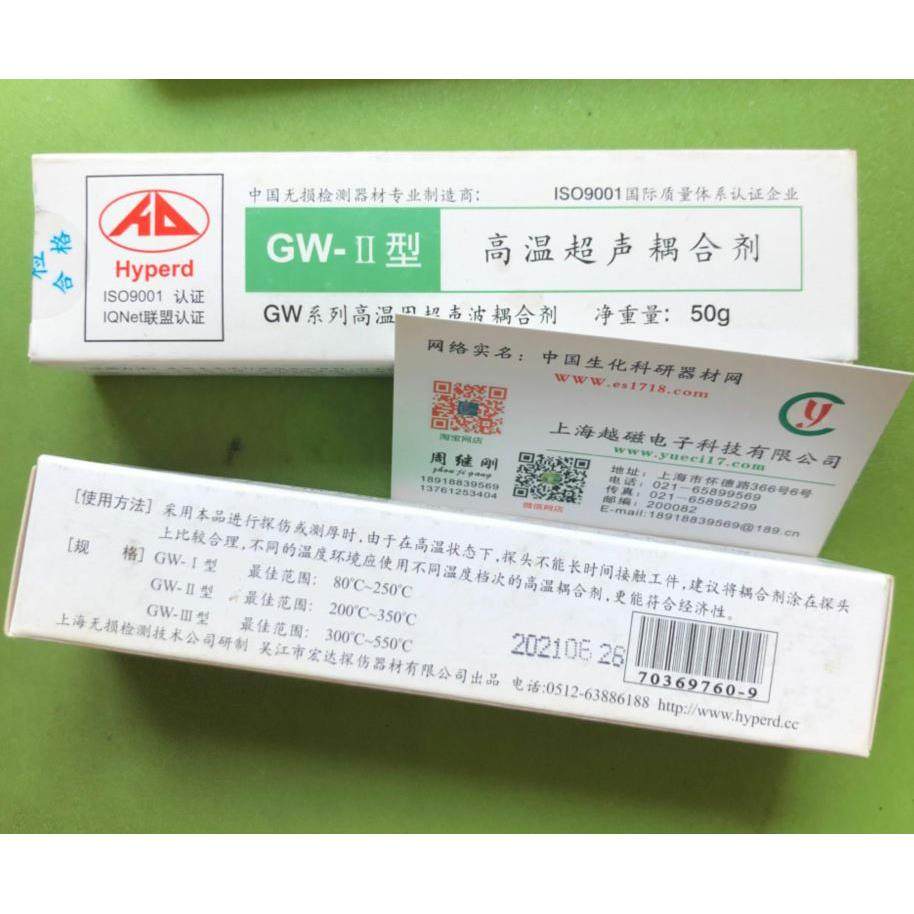 检 合格
Hyperd
ISO9001 认证
IQNet联盟认证
中国无损检测器材专业制造商: ISO9001国际质量体系认证企业
GW-Ⅱ型 高温超声耦合剂
GW系列高温用超声波耦合剂 净重量: 50g
网络实名: 中国生化科研器材网
www.es1718.com
淘宝网店
上海越磁电子科技有限公司
www.yueci17.com
周继刚
zhou ji gang
18918839569
13761253404
微信网店
地址: 上海市怀德路366号6号
电话: 021-65899569
传真: 021-65895299
邮编: 200082
E-mail:18918839569@189.cn
[使用方法] 采用本品进行探伤或测厚时,由于在高温状态下,探头不能长时间接触工件,建议将耦合剂涂在探头
上比较合理,不同的温度环境应使用不同温度档次的高温耦合剂,更能符合经济性。
[规 格] GW-Ⅰ型 最佳范围: 80℃~250℃
GW-Ⅱ型 最佳范围: 200℃~350℃
GW-Ⅲ型 最佳范围: 300℃~550℃
上海无损检测技术公司研制 吴江市宏达探伤器材有限公司出品 电话:0512-63886188 http://www.hyperd.cc
20210626
70369760-9